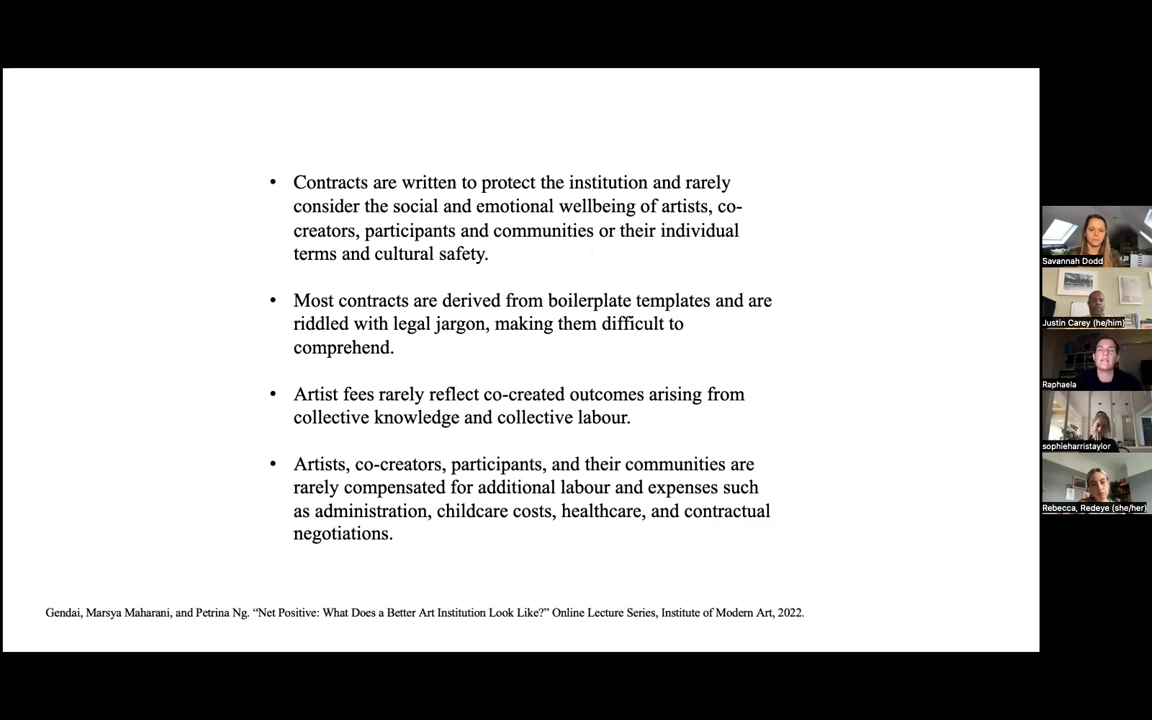 • Contracts are written to protect the institution and rarely
consider the social and emotional wellbeing of artists, co-
creators, participants and communities or their individual
terms and cultural safety.
• Most contracts are derived from boilerplate templates and are
riddled with legal jargon, making them difficult to
comprehend.
• Artist fees rarely reflect co-created outcomes arising from
collective knowledge and collective labour.
• Artists, co-creators, participants, and their communities are
rarely compensated for additional labour and expenses such
as administration, childcare costs, healthcare, and contractual
negotiations.
Gendai, Marsya Maharani, and Petrina Ng. “Net Positive: What Does a Better Art Institution Look Like?” Online Lecture Series, Institute of Modern Art, 2022.
Savannah Dodd
Justin Carey (he/him)
Raphaela
sophieharristaylor
Rebecca, Redeye (she/her)